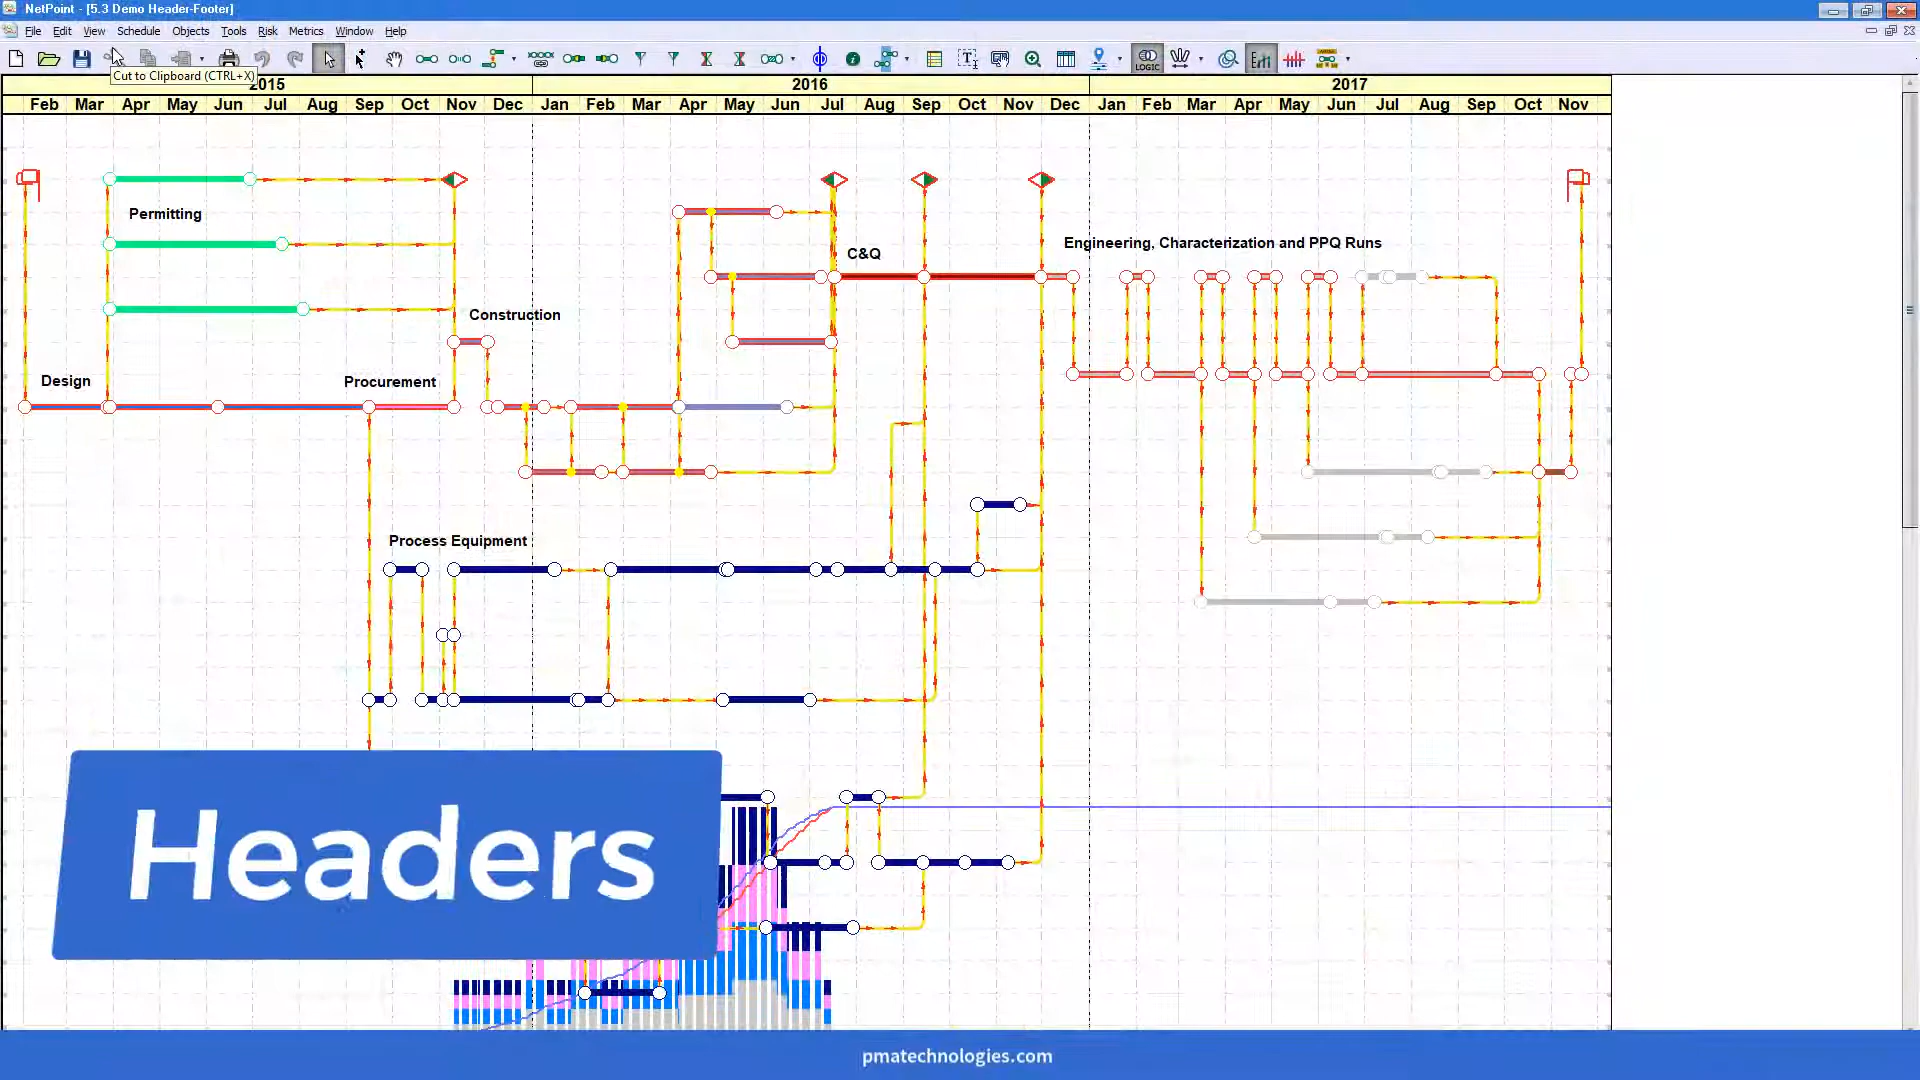 NetPoint - [5.3 Demo Header-Footer]
File Edit View Schedule Objects Tools Risk Metrics Window Help
LOGIC
Cut to Clipboard (CTRL+X)
2015 2016 2017
Feb Mar Apr May Jun Jul Aug Sep Oct Nov Dec Jan Feb Mar Apr May Jun Jul Aug Sep Oct Nov Dec Jan Feb Mar Apr May Jun Jul Aug Sep Oct Nov
Permitting
Engineering, Characterization and PPQ Runs
C&Q
Construction
Design
Procurement
Process Equipment
Headers
pmatechnologies.com